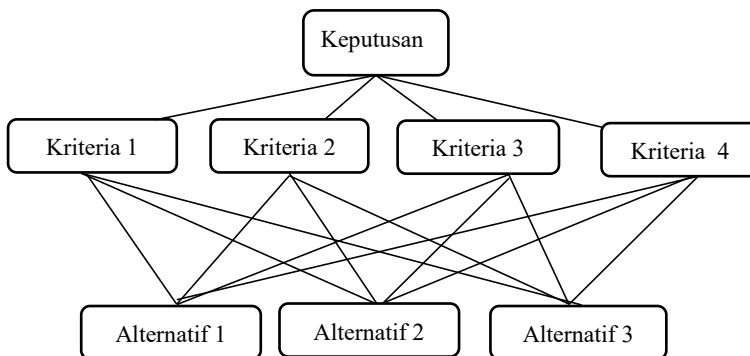 Keputusan
Kriteria 1
Kriteria 2
Kriteria 3
Kriteria 4
Alternatif 1
Alternatif 2
Alternatif 3